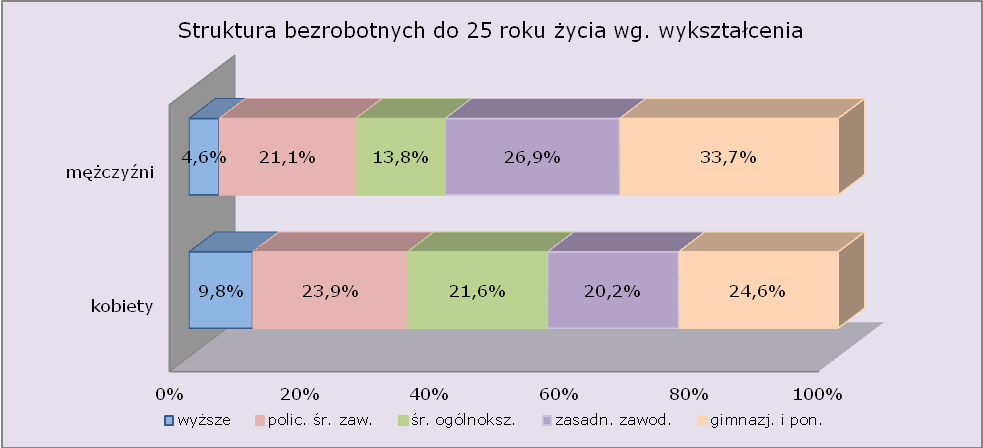 Struktura bezrobotnych do 25 roku życia wg. wykształcenia
mężczyźni
4,6% 21,1% 13,8% 26,9% 33,7%
kobiety
9,8% 23,9% 21,6% 20,2% 24,6%
0% 20% 40% 60% 80% 100%
wyższe polic. śr. zaw. śr. ogólnoksz. zasadn. zawod. gimnazj. i pon.